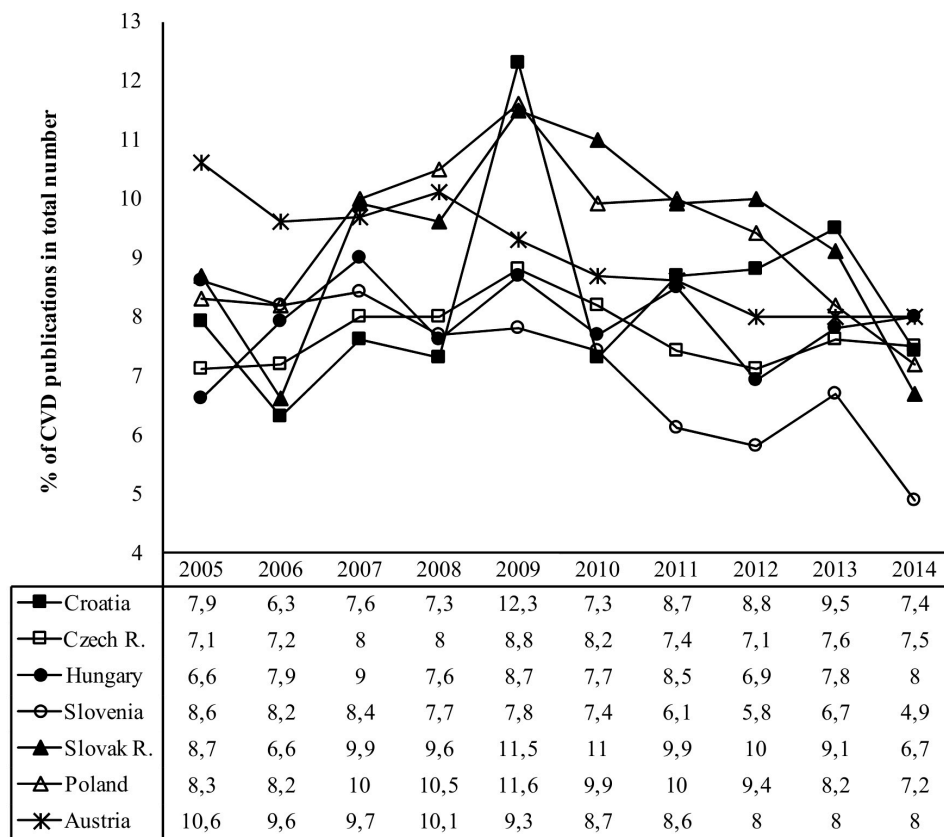 % of CVD publications in total number
13
12
11
10
9
8
7
6
5
4
2005 2006 2007 2008 2009 2010 2011 2012 2013 2014
Croatia 7,9 6,3 7,6 7,3 12,3 7,3 8,7 8,8 9,5 7,4
Czech R. 7,1 7,2 8 8 8,8 8,2 7,4 7,1 7,6 7,5
Hungary 6,6 7,9 9 7,6 8,7 7,7 8,5 6,9 7,8 8
Slovenia 8,6 8,2 8,4 7,7 7,8 7,4 6,1 5,8 6,7 4,9
Slovak R. 8,7 6,6 9,9 9,6 11,5 11 9,9 10 9,1 6,7
Poland 8,3 8,2 10 10,5 11,6 9,9 10 9,4 8,2 7,2
Austria 10,6 9,6 9,7 10,1 9,3 8,7 8,6 8 8 8